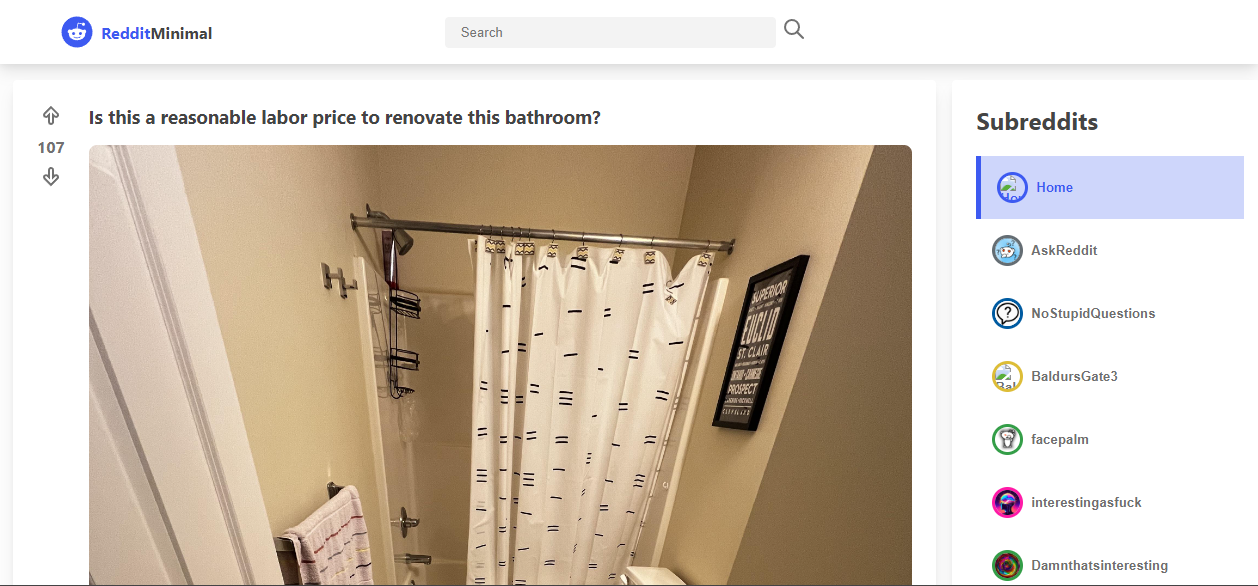 RedditMinimal
Search
107
Is this a reasonable labor price to renovate this bathroom?
SUPERIOR
EUCLID
ST. CLAIR
PROSPECT
CLEVELAND
Subreddits
Home
AskReddit
NoStupidQuestions
BaldursGate3
facepalm
interestingasfuck
Damnthatsinteresting